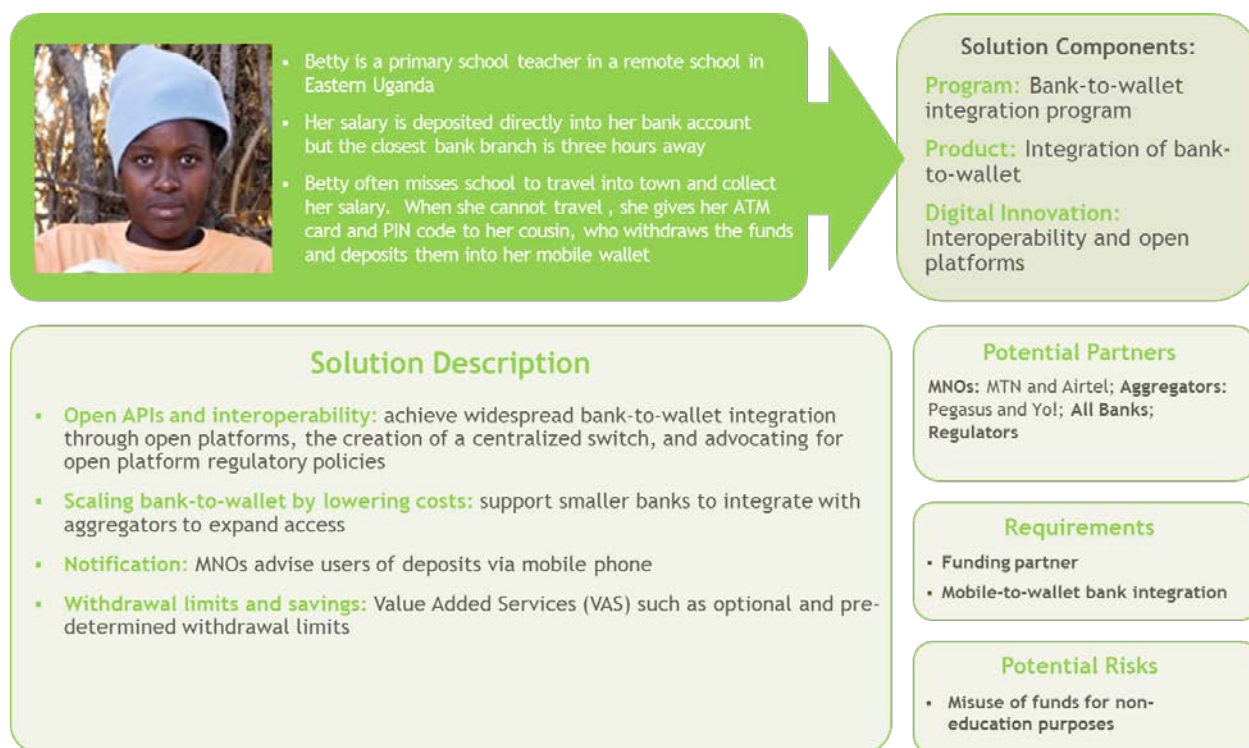 Betty is a primary school teacher in a remote school in
Eastern Uganda
Her salary is deposited directly into her bank account
but the closest bank branch is three hours away
Betty often misses school to travel into town and collect
her salary. When she cannot travel , she gives her ATM
card and PIN code to her cousin, who withdraws the funds
and deposits them into her mobile wallet
Solution Components:
Program: Bank-to-wallet
integration program
Product: Integration of bank-
to-wallet
Digital Innovation:
Interoperability and open
platforms
Solution Description
Open APIs and interoperability: achieve widespread bank-to-wallet integration
through open platforms, the creation of a centralized switch, and advocating for
open platform regulatory policies
Scaling bank-to-wallet by lowering costs: support smaller banks to integrate with
aggregators to expand access
Notification: MNOs advise users of deposits via mobile phone
Withdrawal limits and savings: Value Added Services (VAS) such as optional and pre-
determined withdrawal limits
Potential Partners
MNOs: MTN and Airtel; Aggregators:
Pegasus and Yo!; All Banks;
Regulators
Requirements
Funding partner
Mobile-to-wallet bank integration
Potential Risks
Misuse of funds for non-
education purposes